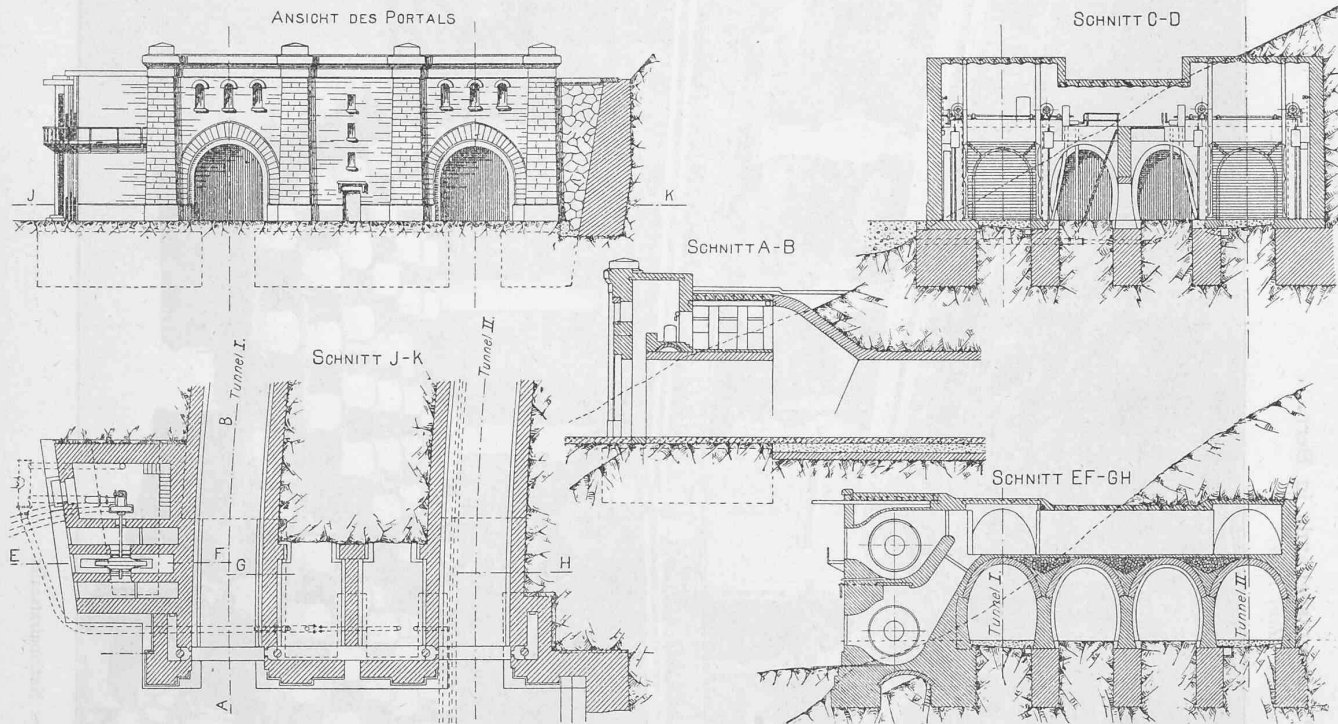 ANSICHT DES PORTALS
SCHNITT C-D
J
K
SCHNITT A-B
SCHNITT J-K
Tunnel I.
Tunnel II.
B
E
F
G
H
A
SCHNITT EF-GH
Tunnel I.
Tunnel II.